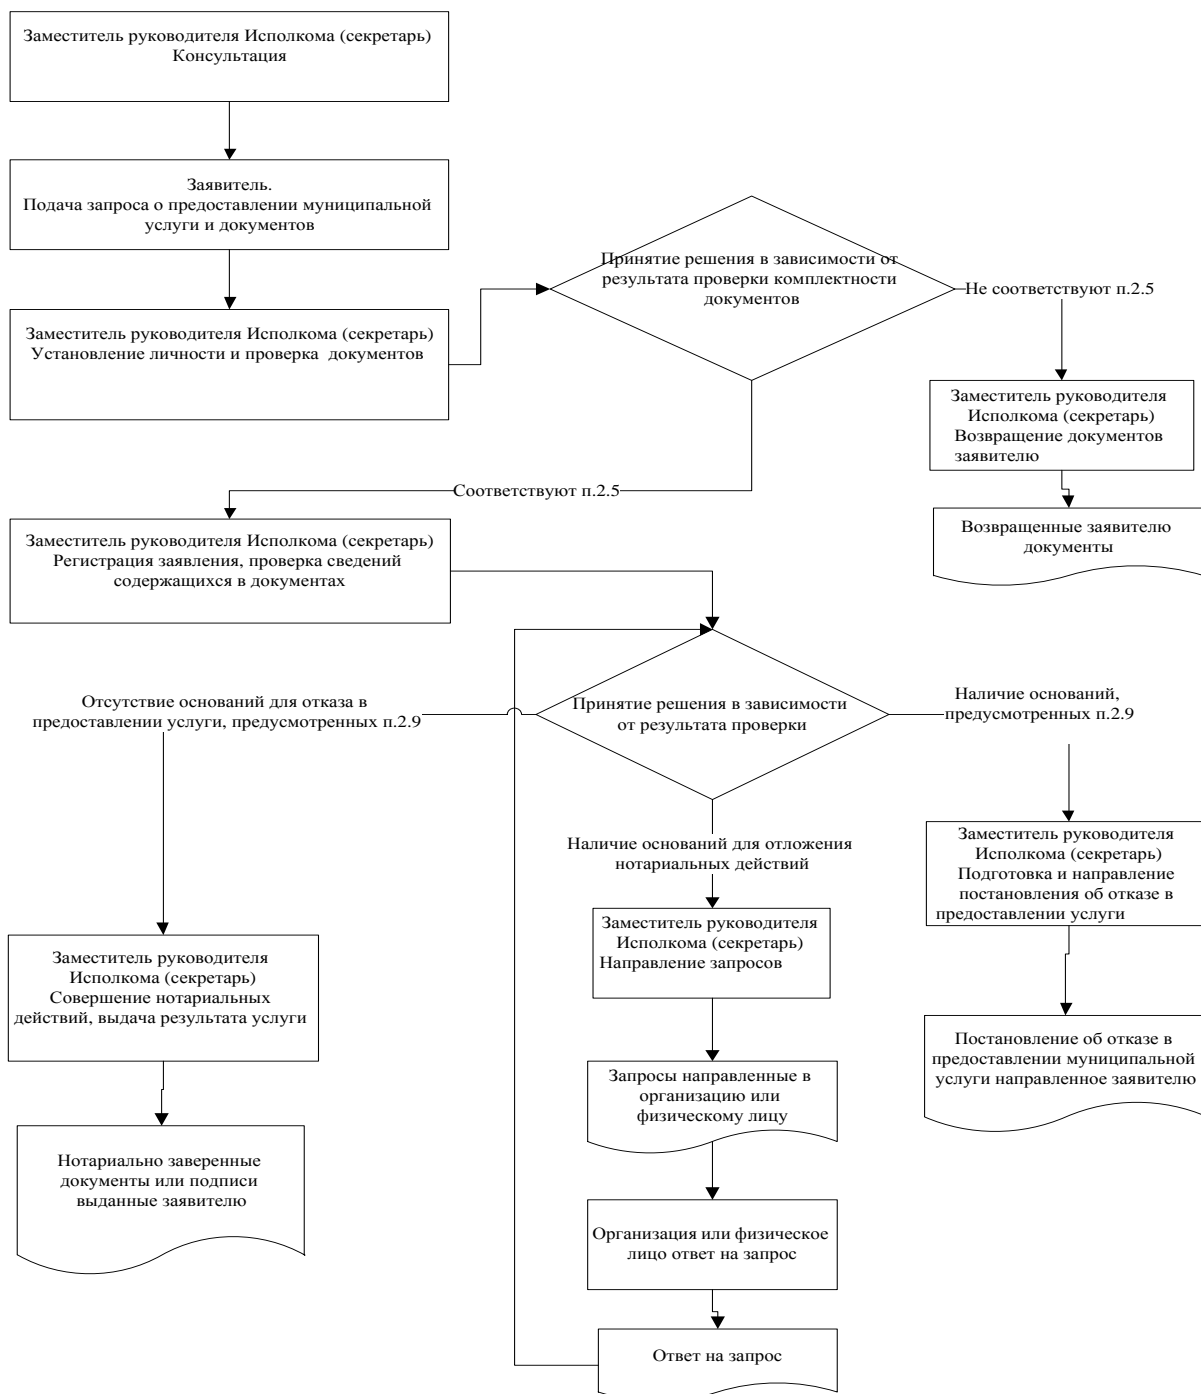 Заместитель руководителя Исполкома (секретарь)
Консультация
Заявитель.
Подача запроса о предоставлении муниципальной
услуги и документов
Заместитель руководителя Исполкома (секретарь)
Установление личности и проверка документов
Принятие решения в зависимости от
результата проверки комплектности
документов
Не соответствуют п.2.5
Заместитель руководителя
Исполкома (секретарь)
Возвращение документов
заявителю
Возвращенные заявителю
документы
Соответствуют п.2.5
Заместитель руководителя Исполкома (секретарь)
Регистрация заявления, проверка сведений
содержащихся в документах
Принятие решения в зависимости
от результата проверки
Отсутствие оснований для отказа в
предоставлении услуги, предусмотренных п.2.9
Наличие оснований,
предусмотренных п.2.9
Наличие оснований для отложения
нотариальных действий
Заместитель руководителя
Исполкома (секретарь)
Совершение нотариальных
действий, выдача результата услуги
Нотариально заверенные
документы или подписи
выданные заявителю
Заместитель руководителя
Исполкома (секретарь)
Направление запросов
Запросы направленные в
организацию или
физическому лицу
Организация или физическое
лицо ответ на запрос
Ответ на запрос
Заместитель руководителя
Исполкома (секретарь)
Подготовка и направление
постановления об отказе в
предоставлении услуги
Постановление об отказе в
предоставлении муниципальной
услуги направленное заявителю